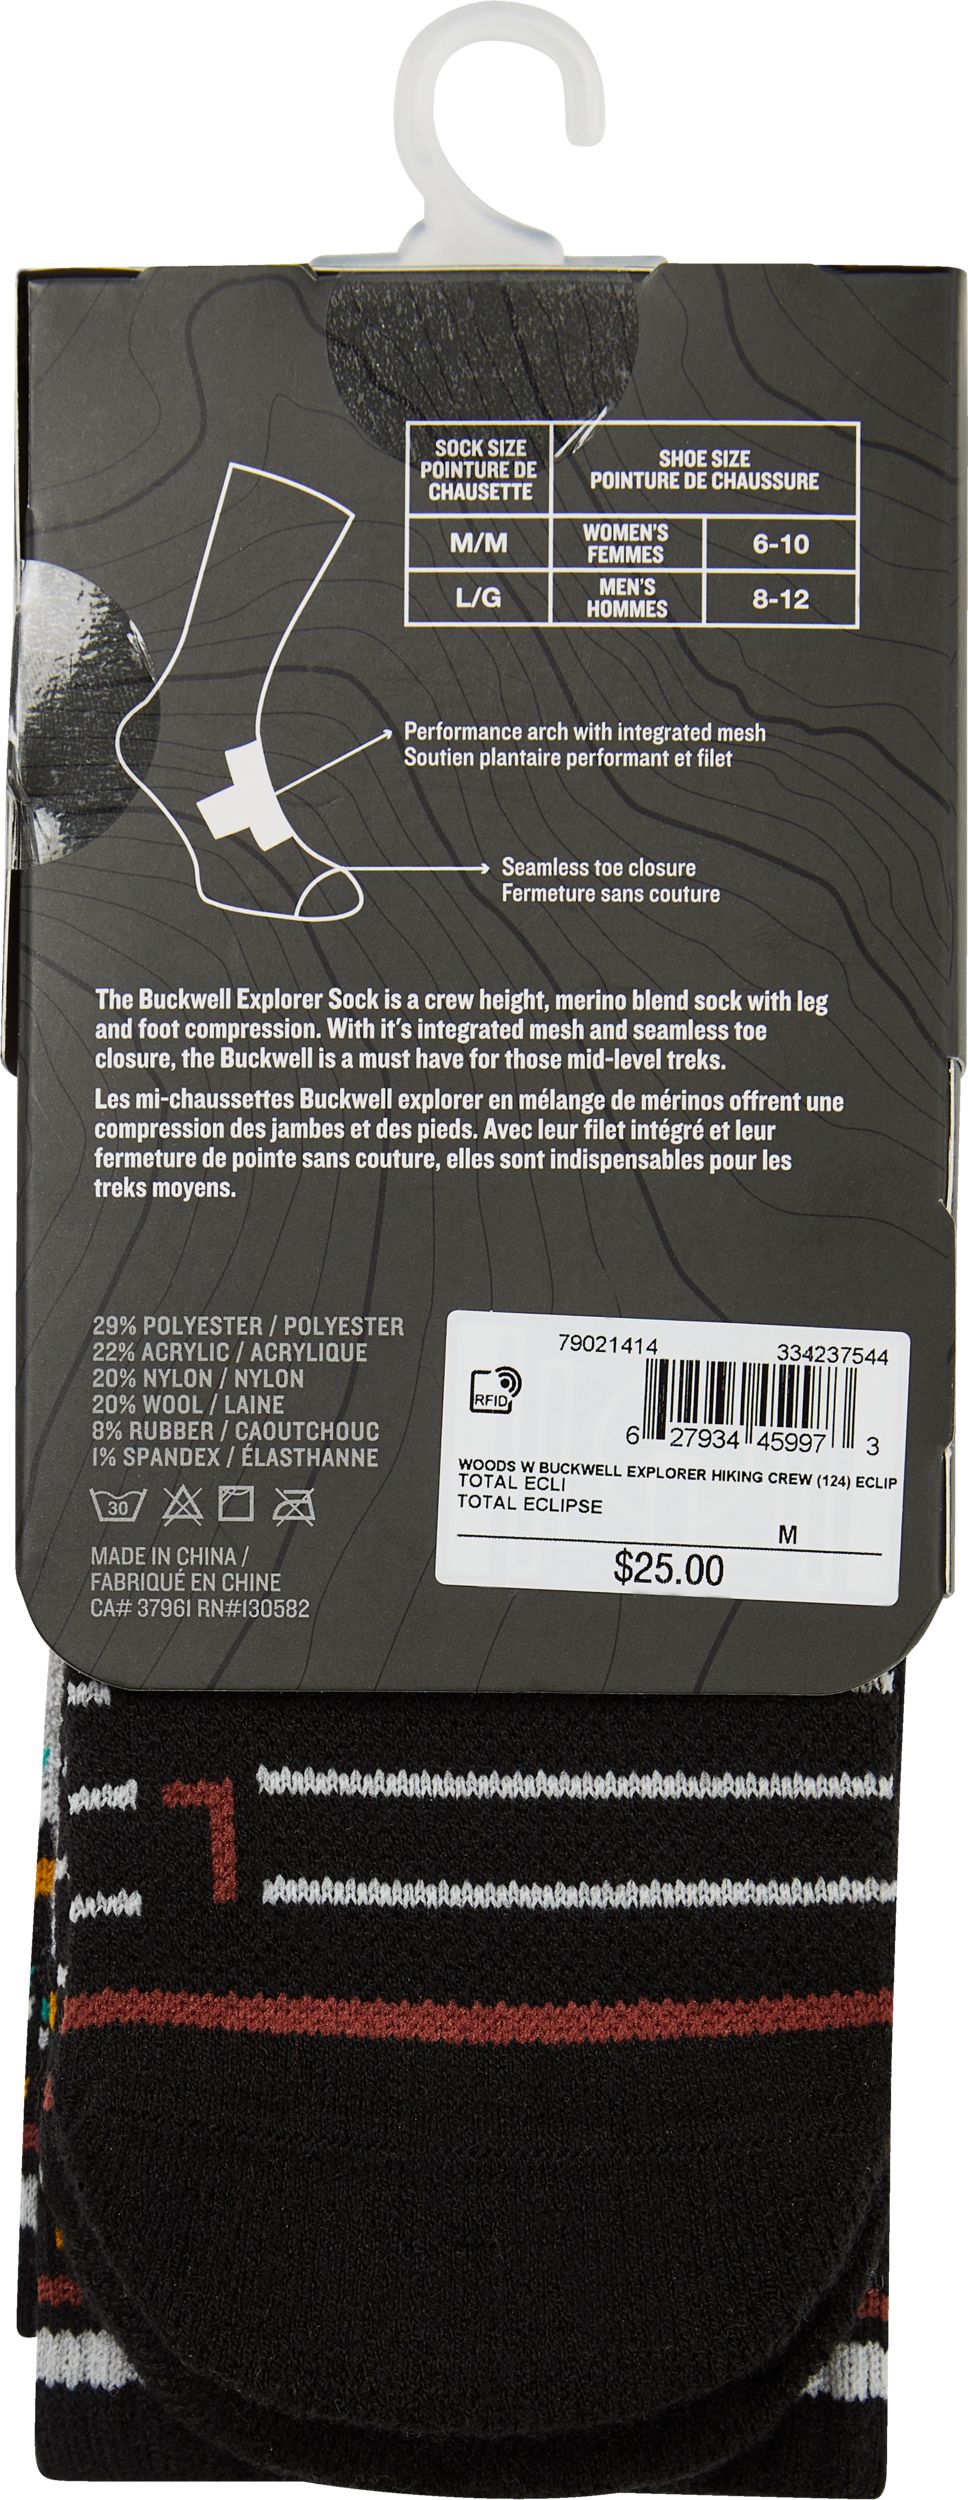 SOCK SIZE
POINTURE DE
CHAUSETTE
SHOE SIZE
POINTURE DE CHAUSSURE
M/M
WOMEN'S
FEMMES
6-10
L/G
MEN'S
HOMMES
8-12
Performance arch with integrated mesh
Soutien plantaire performant et filet
Seamless toe closure
Fermeture sans couture
The Buckwell Explorer Sock is a crew height, merino blend sock with leg
and foot compression. With it's integrated mesh and seamless toe
closure, the Buckwell is a must have for those mid-level treks.
Les mi-chaussettes Buckwell explorer en mélange de mérinos offrent une
compression des jambes et des pieds. Avec leur filet intégré et leur
fermeture de pointe sans couture, elles sont indispensables pour les
treks moyens.
29% POLYESTER / POLYESTER
22% ACRYLIC / ACRYLIQUE
20% NYLON / NYLON
20% WOOL / LAINE
8% RUBBER / CAOUTCHOUC
1% SPANDEX / ÉLASTHANNE
30
MADE IN CHINA /
FABRIQUÉ EN CHINE
CA# 37961 RN#130582
79021414
334237544
RFID
6 27934 45997 3
WOODS W BUCKWELL EXPLORER HIKING CREW (124) ECLIP
TOTAL ECLI
TOTAL ECLIPSE
M
$25.00